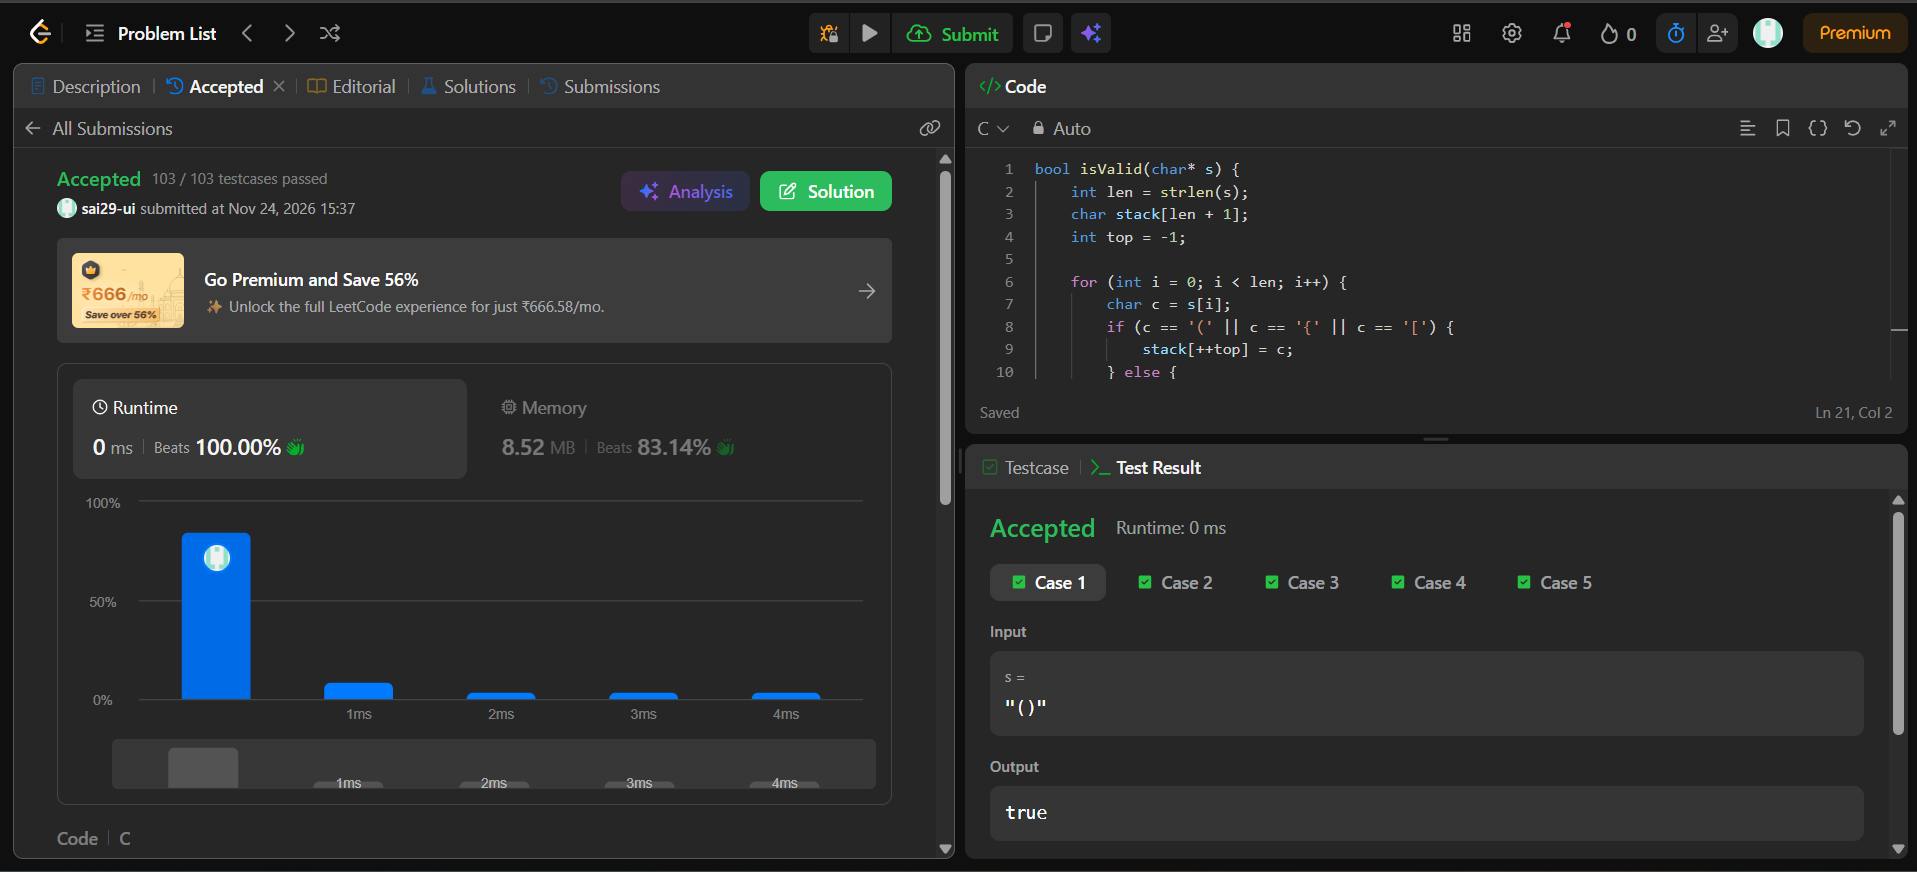 Problem List
Submit
0
Premium
Description
Accepted
Editorial
Solutions
Submissions
All Submissions
Accepted 103 / 103 testcases passed
sai29-ui submitted at Nov 24, 2026 15:37
Analysis
Solution
₹666 /mo
Save over 56%
Go Premium and Save 56%
✨ Unlock the full LeetCode experience for just ₹666.58/mo.
Runtime
0 ms Beats 100.00%
Memory
8.52 MB Beats 83.14%
100%
50%
0%
1ms 2ms 3ms 4ms
1ms 2ms 3ms 4ms
Code C
</> Code
C Auto
1 bool isValid(char* s) {
2 int len = strlen(s);
3 char stack[len + 1];
4 int top = -1;
5
6 for (int i = 0; i < len; i++) {
7 char c = s[i];
8 if (c == '(' || c == '{' || c == '[') {
9 stack[++top] = c;
10 } else {
Saved
Ln 21, Col 2
Testcase
Test Result
Accepted Runtime: 0 ms
Case 1 Case 2 Case 3 Case 4 Case 5
Input
s =
"()"
Output
true